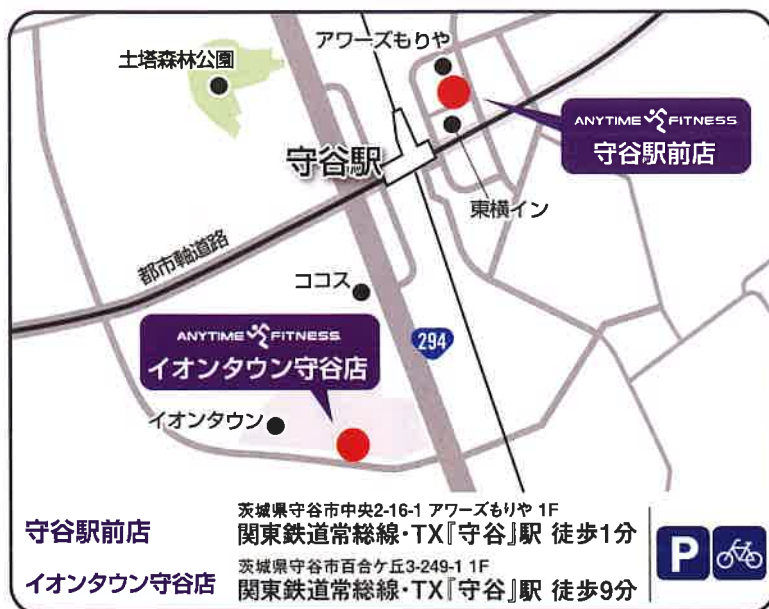 アワーズもりや
土塔森林公園
ANYTIME FITNESS
守谷駅前店
守谷駅
東横イン
都市軸道路
ココス
294
ANYTIME FITNESS
イオンタウン守谷店
イオンタウン
守谷駅前店
茨城県守谷市中央2-16-1 アワーズもりや 1F
関東鉄道常総線・TX『守谷』駅 徒歩1分
イオンタウン守谷店
茨城県守谷市百合ケ丘3-249-1 1F
関東鉄道常総線・TX『守谷』駅 徒歩9分
P